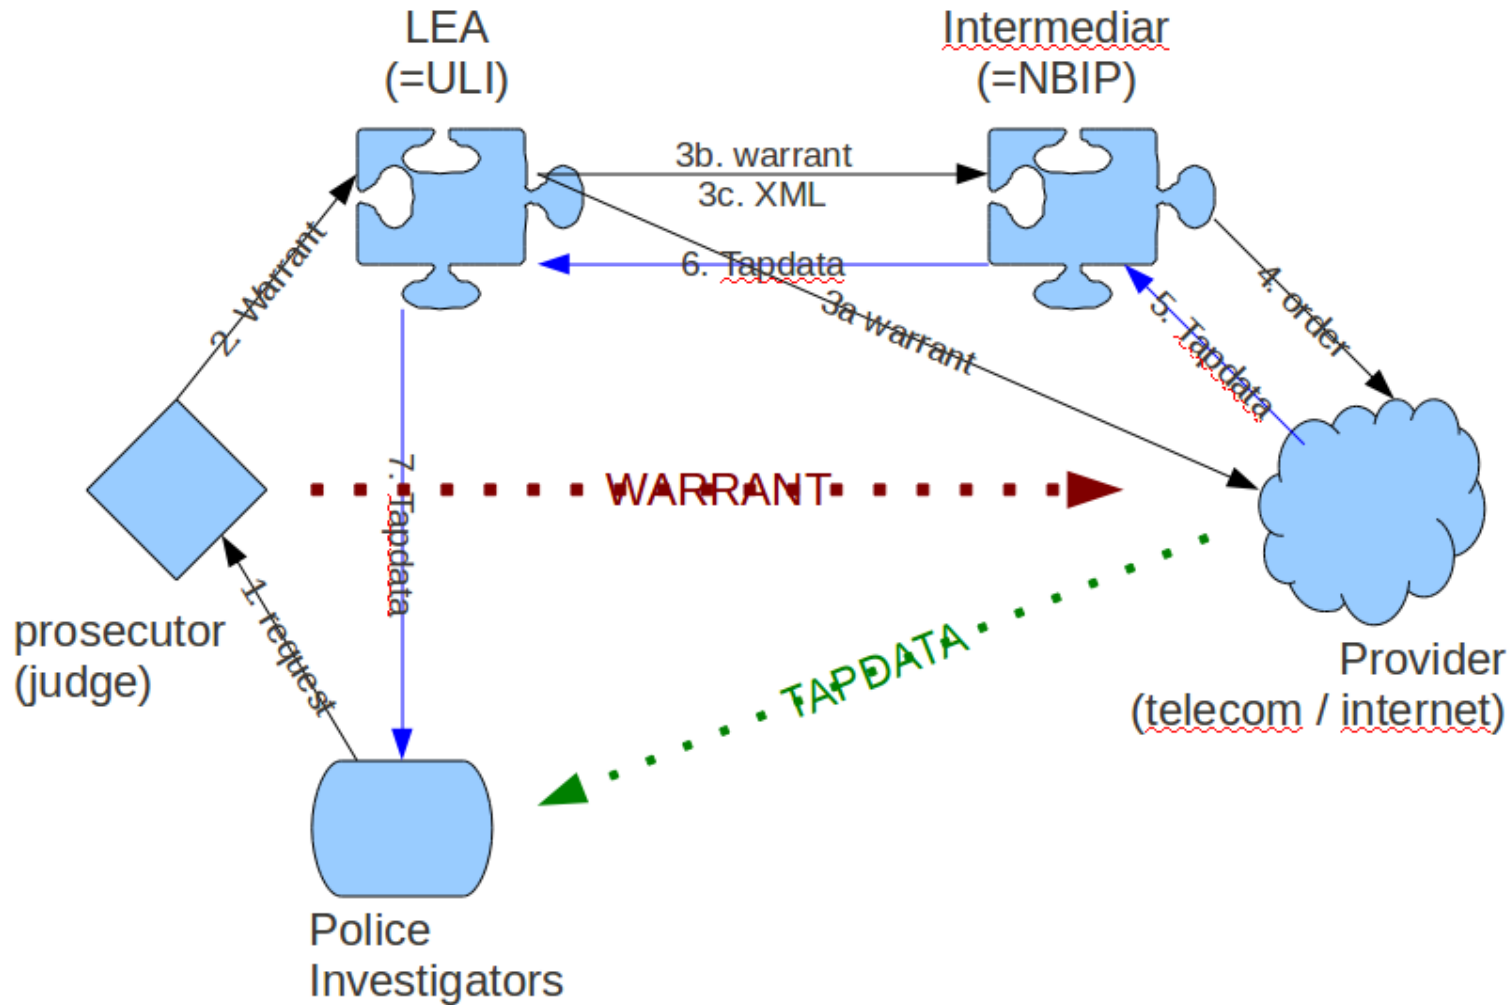 LEA
(=ULI)
Intermediar
(=NBIP)
3b. warrant
3c. XML
2. Warrant
6. Tapdata
3a warrant
4. order
5. Tapdata
7. Tapdata
WARRANT
1. request
TAPDATA
prosecutor
(judge)
Provider
(telecom / internet)
Police
Investigators